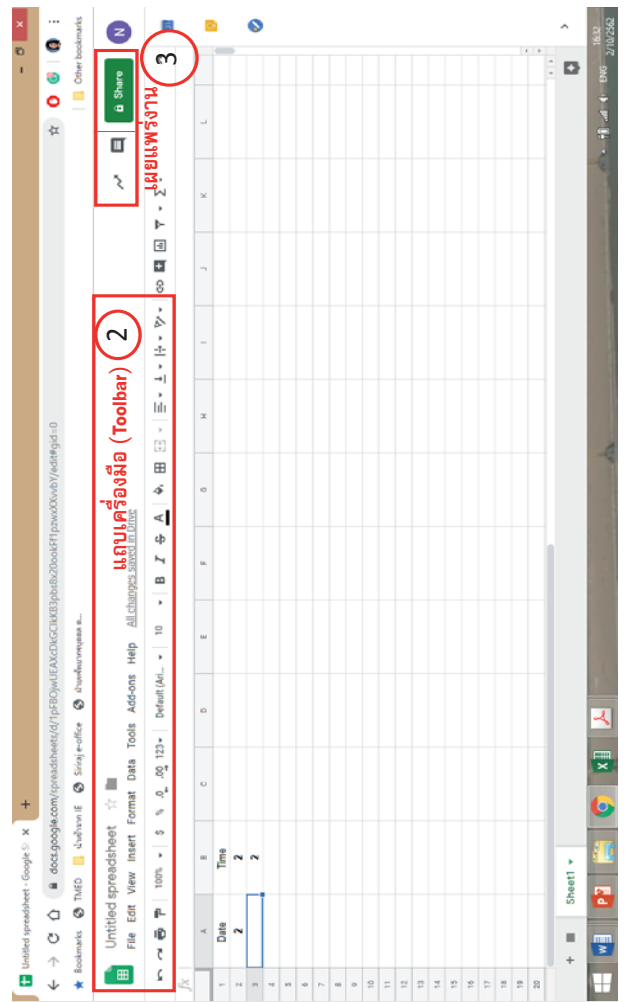 Untitled spreadsheet - Google S
docs.google.com/spreadsheets/d/1pFBOjwUEAXcDkGClkKB3pbt8x20ookFf1pzwxXXvvbY/edit#gid=0
Bookmarks TMED Siriraj e-office Other bookmarks
Untitled spreadsheet
แถบเครื่องมือ (Toolbar) 2
Share N
เผยแพร่งาน 3
File Edit View Insert Format Data Tools Add-ons Help All changes saved in Drive
100% $ % .0 .00 123 Default (Ari... 10 B I S A Σ
fx
A B C D E F G H I J K L
1 Date Time
2 2 2
3 2
4
5
6
7
8
9
10
11
12
13
14
15
16
17
18
19
20
+ Sheet1
ENG 16:32
2/10/2562